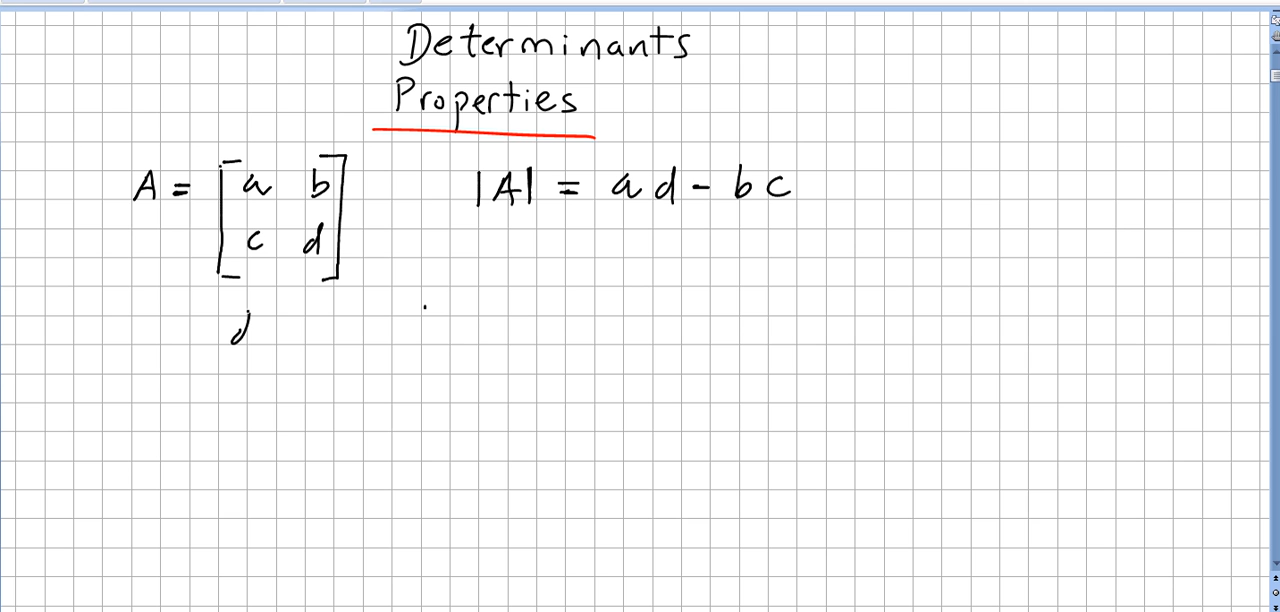 Determinants
Properties
A = [a b
c d] |A| = ad - bc
d